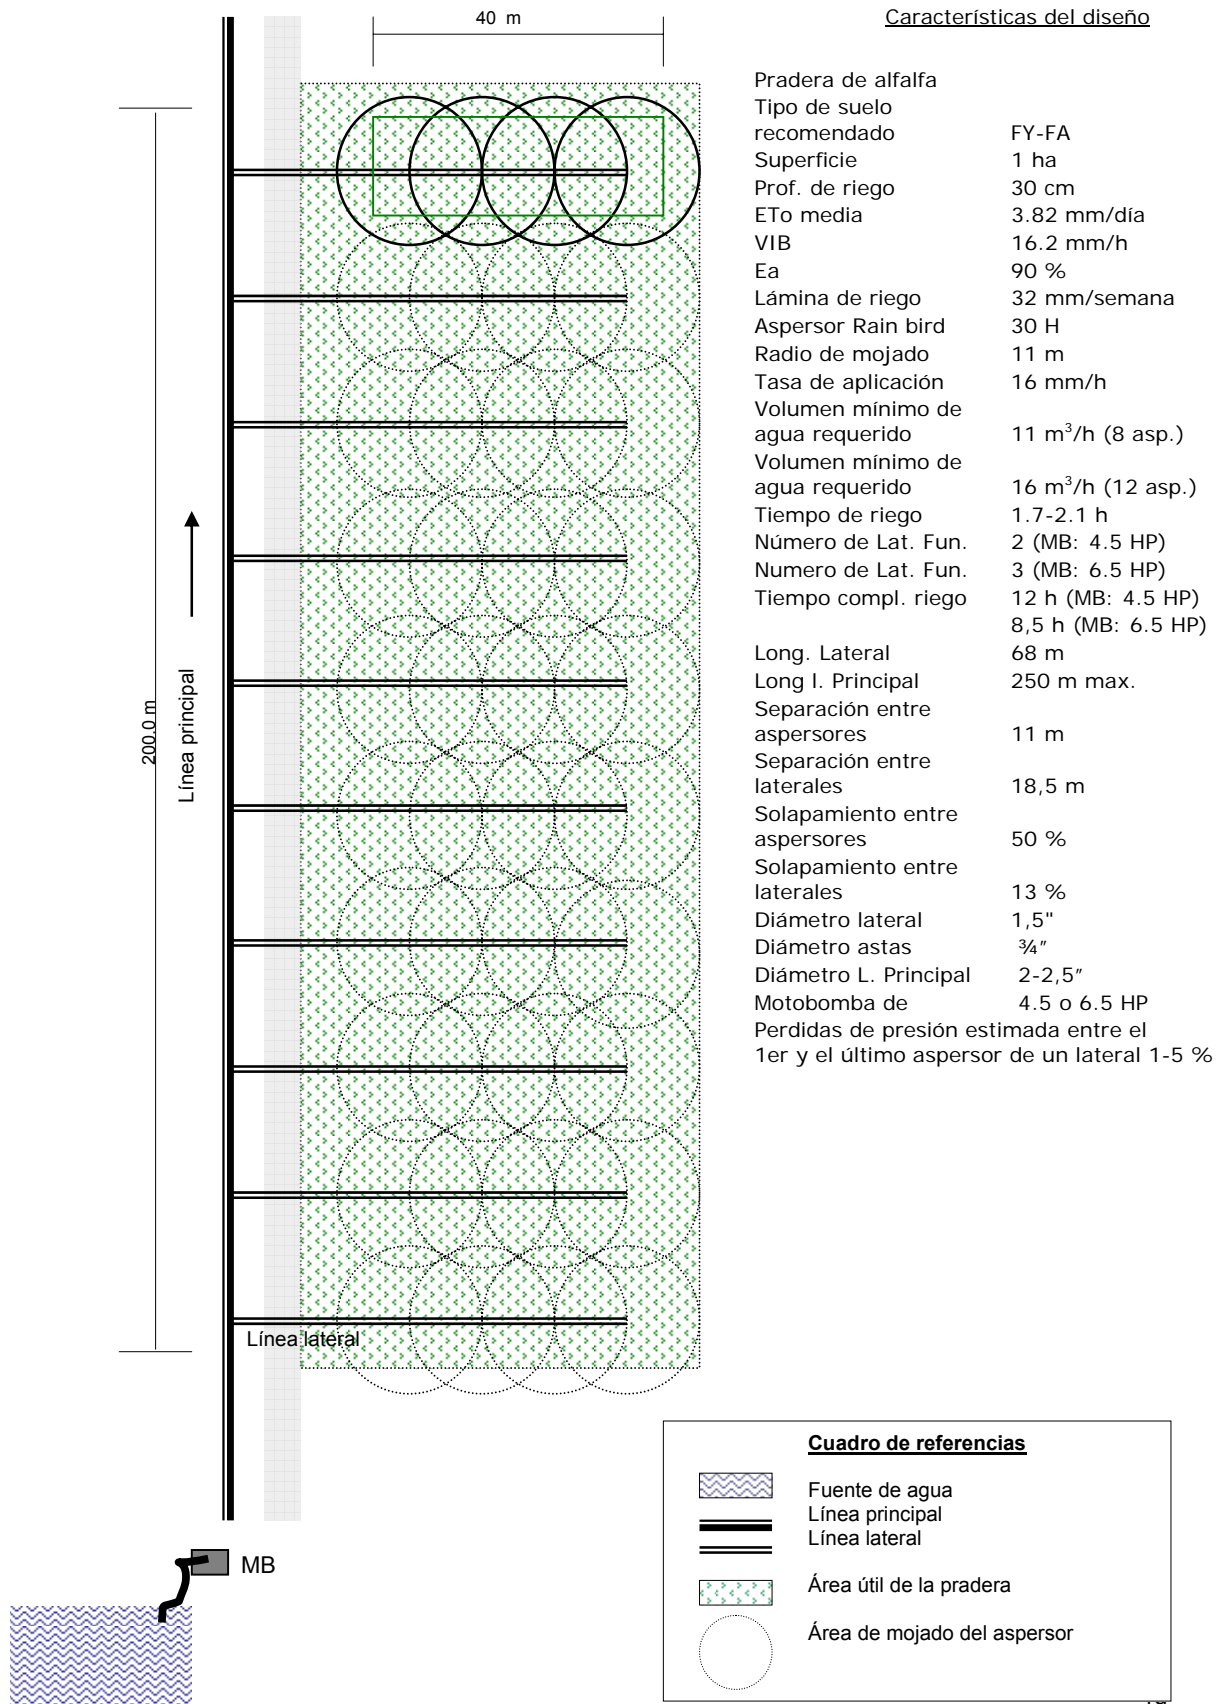 40 m
Características del diseño
Pradera de alfalfa
Tipo de suelo
recomendado FY-FA
Superficie 1 ha
Prof. de riego 30 cm
ETo media 3.82 mm/día
VIB 16.2 mm/h
Ea 90 %
Lámina de riego 32 mm/semana
Aspersor Rain bird 30 H
Radio de mojado 11 m
Tasa de aplicación 16 mm/h
Volumen mínimo de
agua requerido 11 m³/h (8 asp.)
Volumen mínimo de
agua requerido 16 m³/h (12 asp.)
Tiempo de riego 1.7-2.1 h
Número de Lat. Fun. 2 (MB: 4.5 HP)
Numero de Lat. Fun. 3 (MB: 6.5 HP)
Tiempo compl. riego 12 h (MB: 4.5 HP)
8,5 h (MB: 6.5 HP)
Long. Lateral 68 m
Long l. Principal 250 m max.
Separación entre
aspersores 11 m
Separación entre
laterales 18,5 m
Solapamiento entre
aspersores 50 %
Solapamiento entre
laterales 13 %
Diámetro lateral 1,5"
Diámetro astas ¾"
Diámetro L. Principal 2-2,5"
Motobomba de 4.5 o 6.5 HP
Perdidas de presión estimada entre el
1er y el último aspersor de un lateral 1-5 %
200.0 m
Línea principal
Línea lateral
MB
Cuadro de referencias
Fuente de agua
Línea principal
Línea lateral
Área útil de la pradera
Área de mojado del aspersor